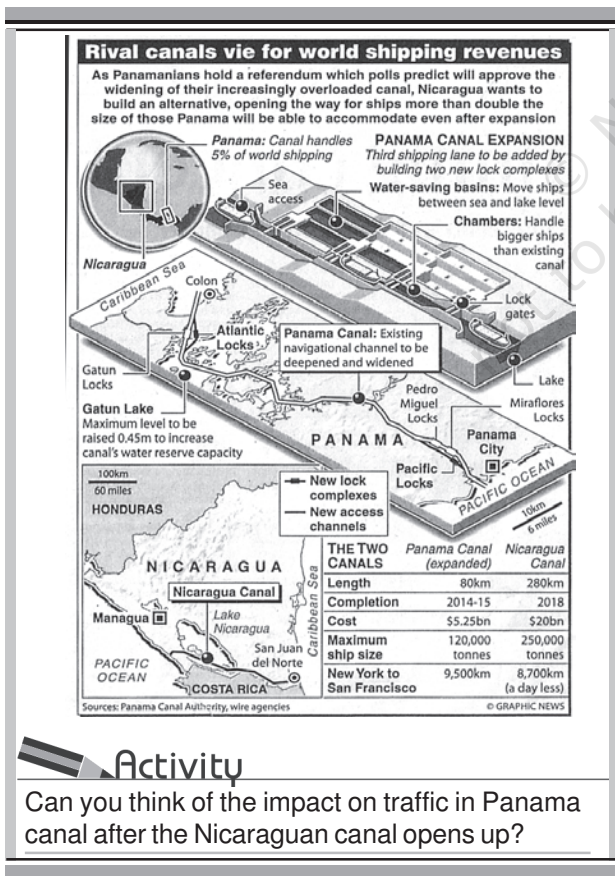 Rival canals vie for world shipping revenues
As Panamanians hold a referendum which polls predict will approve the
widening of their increasingly overloaded canal, Nicaragua wants to
build an alternative, opening the way for ships more than double the
size of those Panama will be able to accommodate even after expansion
Panama: Canal handles
5% of world shipping
PANAMA CANAL EXPANSION
Third shipping lane to be added by
building two new lock complexes
Water-saving basins: Move ships
between sea and lake level
Chambers: Handle
bigger ships
than existing
canal
Sea
access
Nicaragua
Lock
gates
Lake
Caribbean Sea
Colon
Atlantic
Locks
Panama Canal: Existing
navigational channel to be
deepened and widened
Gatun
Locks
Gatun Lake
Maximum level to be
raised 0.45m to increase
canal's water reserve capacity
Pedro
Miguel
Locks
Miraflores
Locks
PANAMA
Panama
City
Pacific
Locks
PACIFIC OCEAN
10km
6 miles
100km
60 miles
HONDURAS
New lock
complexes
New access
channels
NICARAGUA
Nicaragua Canal
Managua
Lake
Nicaragua
Caribbean Sea
San Juan
del Norte
PACIFIC
OCEAN
COSTA RICA
THE TWO CANALS Panama Canal (expanded) Nicaragua Canal
Length 80km 280km
Completion 2014-15 2018
Cost $5.25bn $20bn
Maximum ship size 120,000 tonnes 250,000 tonnes
New York to San Francisco 9,500km 8,700km (a day less)
Sources: Panama Canal Authority, wire agencies
© GRAPHIC NEWS
Activity
Can you think of the impact on traffic in Panama
canal after the Nicaraguan canal opens up?